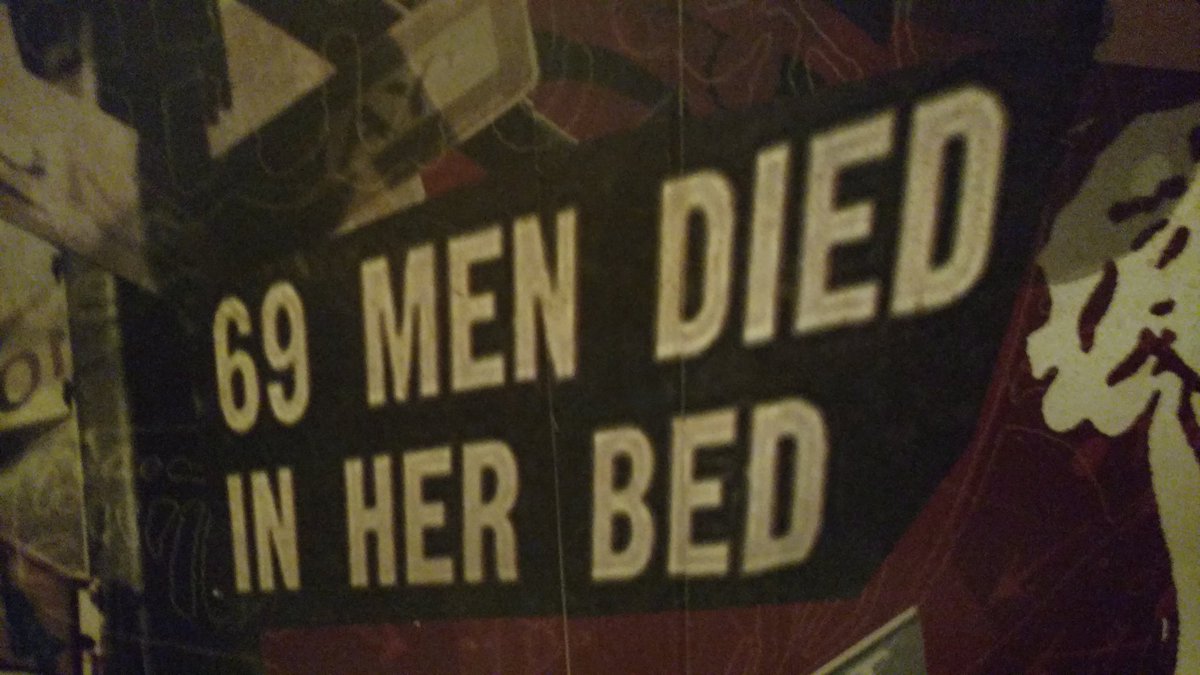 69 MEN DIED
IN HER BED